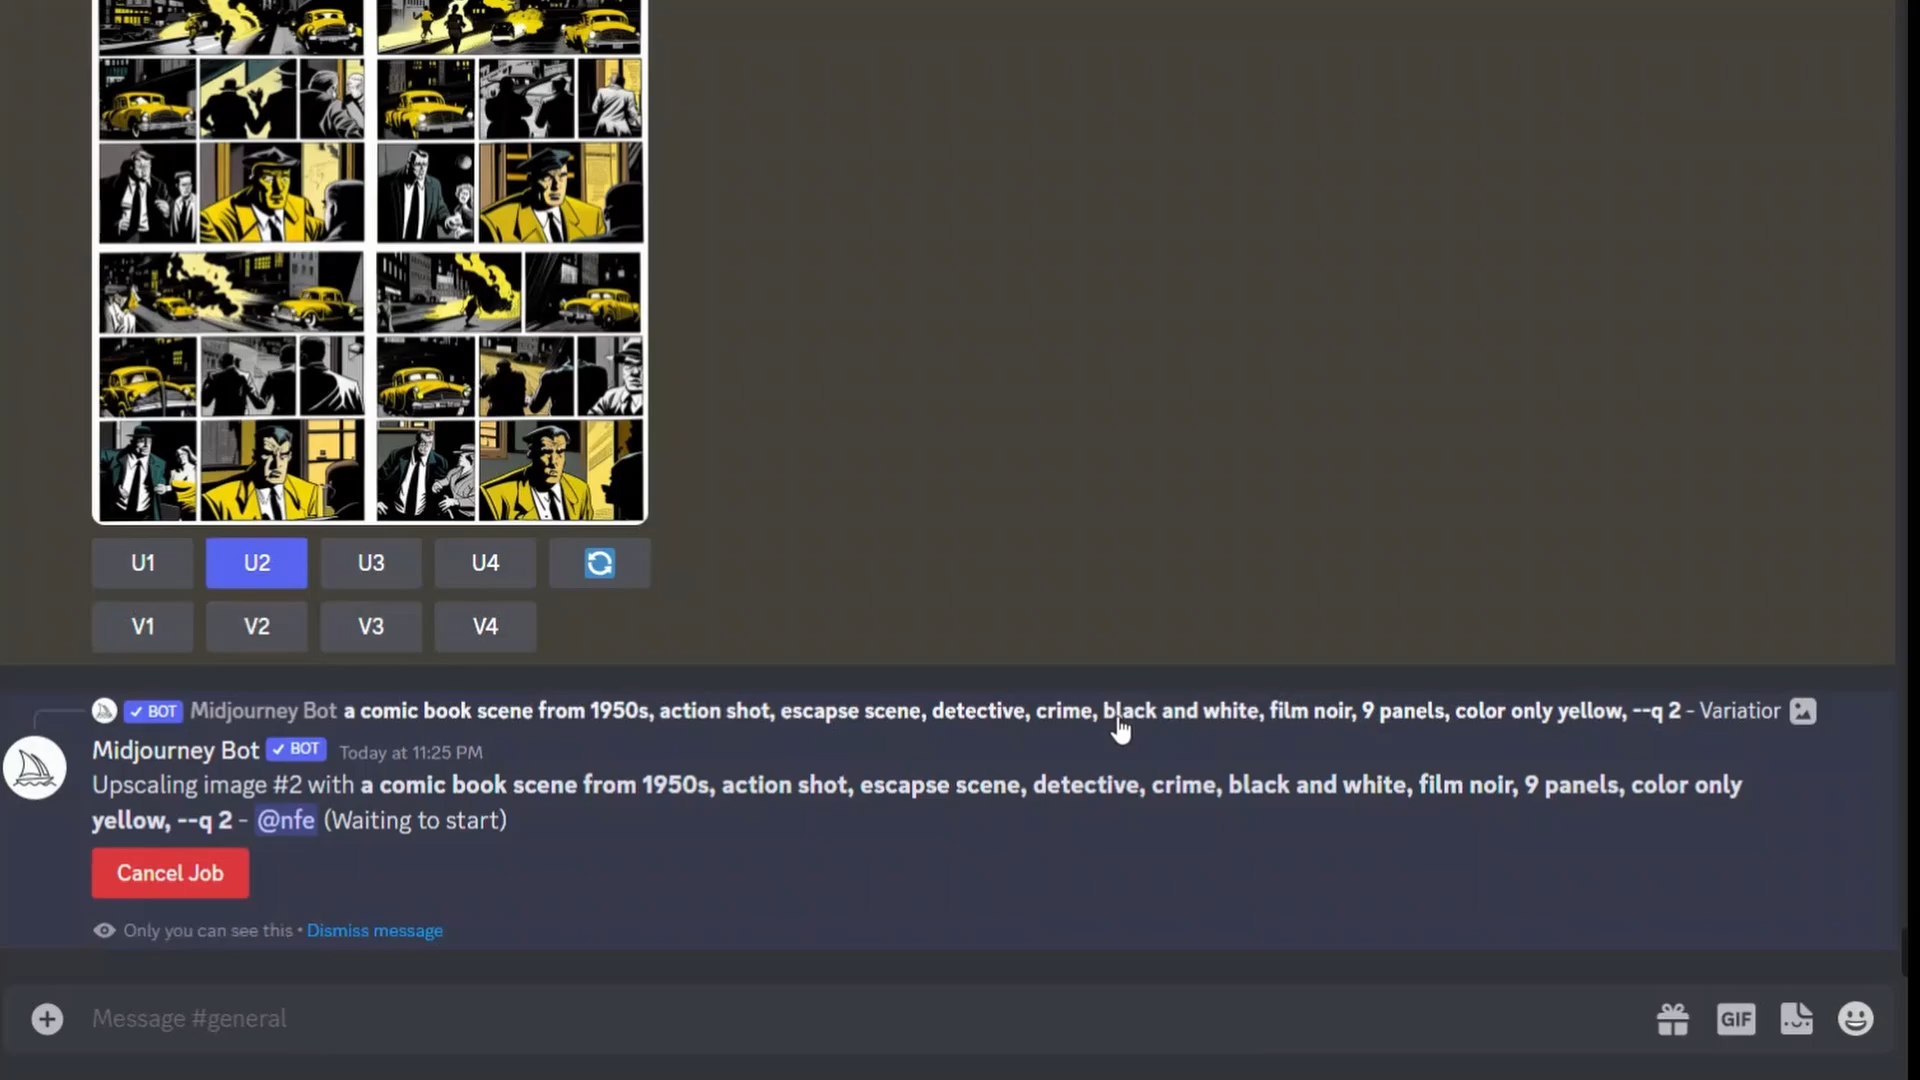 U1 U2 U3 U4
V1 V2 V3 V4
BOT Midjourney Bot a comic book scene from 1950s, action shot, escapse scene, detective, crime, black and white, film noir, 9 panels, color only yellow, --q 2 - Variatior
Midjourney Bot BOT Today at 11:25 PM
Upscaling image #2 with a comic book scene from 1950s, action shot, escapse scene, detective, crime, black and white, film noir, 9 panels, color only
yellow, --q 2 - @nfe (Waiting to start)
Cancel Job
Only you can see this • Dismiss message
Message #general GIF